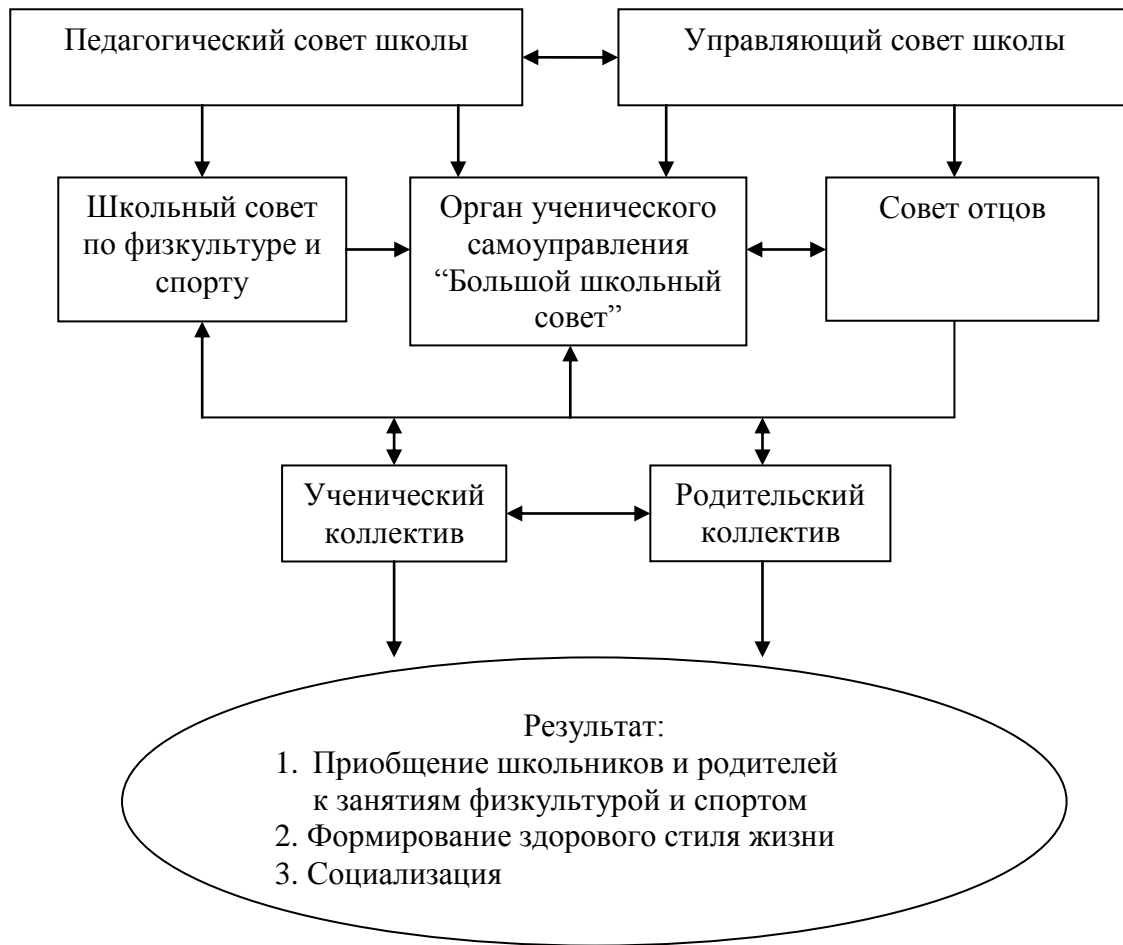 Педагогический совет школы
Управляющий совет школы
Школьный совет
по физкультуре и
спорту
Орган ученического
самоуправления
“Большой школьный
совет”
Совет отцов
Ученический
коллектив
Родительский
коллектив
Результат:
1. Приобщение школьников и родителей
к занятиям физкультурой и спортом
2. Формирование здорового стиля жизни
3. Социализация